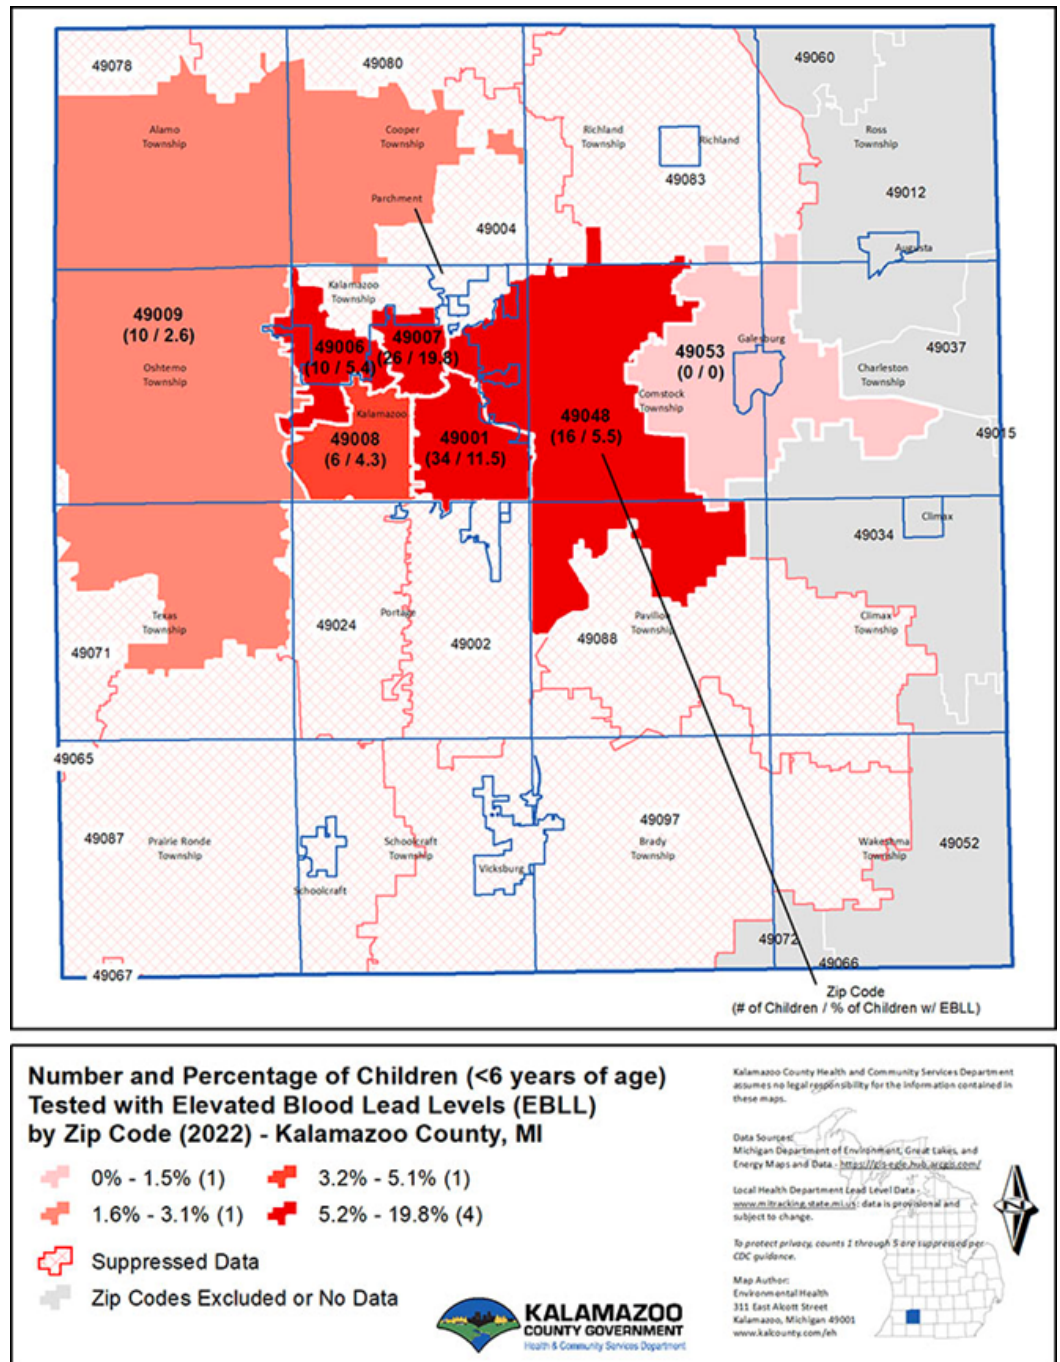 49078
49080
49060
Alamo
Township
Cooper
Township
Richland
Township
Richland
Ross
Township
49083
49012
Parchment
49004
Augusta
Kalamazoo
Township
49009
(10 / 2.6)
Oshtemo
Township
49006
(10 / 5.4)
49007
(26 / 19.8)
49053
(0 / 0)
Galesburg
49037
Charleston
Township
Comstock
Township
Kalamazoo
49008
(6 / 4.3)
49001
(34 / 11.5)
49048
(16 / 5.5)
49015
Climax
49034
Texas
Township
49024
Portage
49002
Pavilion
Township
49088
Climax
Township
49071
49065
49087
Prairie Ronde
Township
Schoolcraft
Township
49097
Brady
Township
Wakeshma
Township
49052
Schoolcraft
Vicksburg
49072
49066
49067
Zip Code
(# of Children / % of Children w/ EBLL)
Number and Percentage of Children (<6 years of age)
Tested with Elevated Blood Lead Levels (EBLL)
by Zip Code (2022) - Kalamazoo County, MI
0% - 1.5% (1)
3.2% - 5.1% (1)
1.6% - 3.1% (1)
5.2% - 19.8% (4)
Suppressed Data
Zip Codes Excluded or No Data
KALAMAZOO
COUNTY GOVERNMENT
Health & Community Services Department
Kalamazoo County Health and Community Services Department
assumes no legal responsibility for the information contained in
these maps.
Data Sources:
Michigan Department of Environment, Great Lakes, and
Energy Maps and Data - https://gis-egle.hub.arcgis.com/
Local Health Department Lead Level Data -
www.mitracking.state.mi.us: data is provisional and
subject to change.
To protect privacy, counts 1 through 5 are suppressed per
CDC guidance.
Map Author:
Environmental Health
311 East Alcott Street
Kalamazoo, Michigan 49001
www.kalcounty.com/eh
N